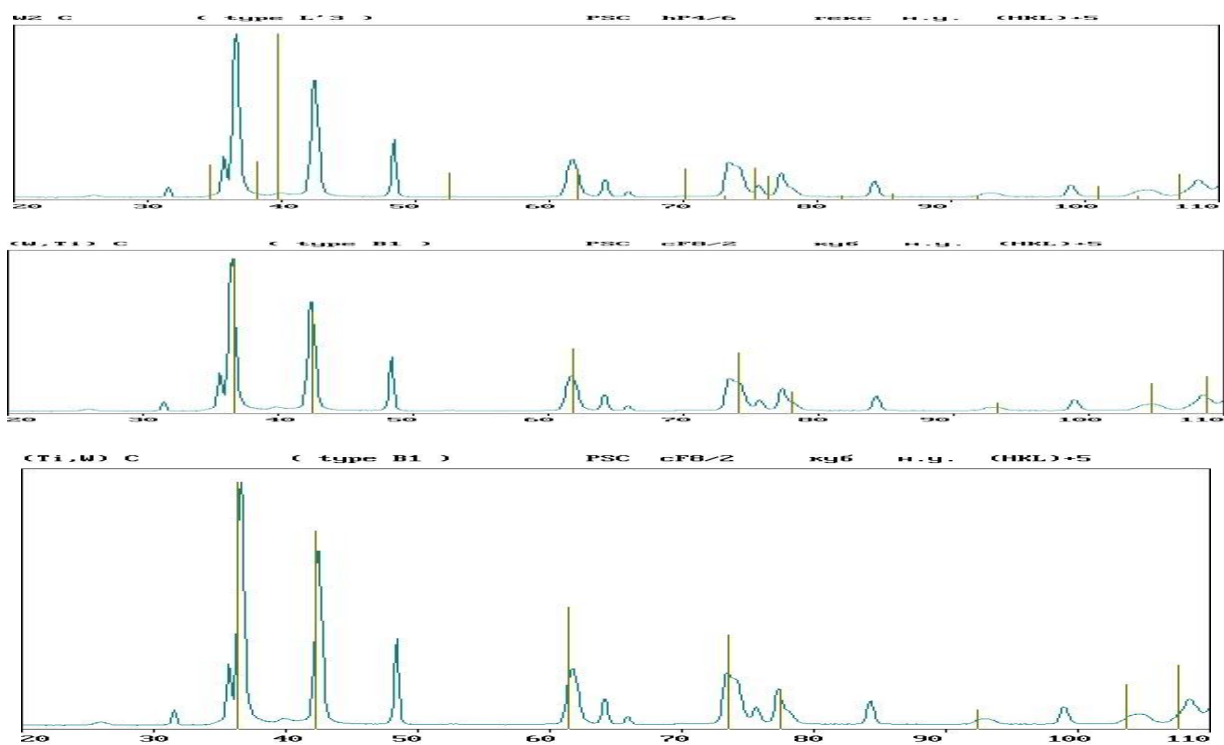 W2 C ( type L'3 ) PSC hP4/6 гекс н.у. (HKL)+5
20 30 40 50 60 70 80 90 100 110
(W,Ti) C ( type B1 ) PSC cF8/2 куб н.у. (HKL)+5
20 30 40 50 60 70 80 90 100 110
(Ti,W) C ( type B1 ) PSC cF8/2 куб н.у. (HKL)+5
30 40 50 60 70 80 90 100 110